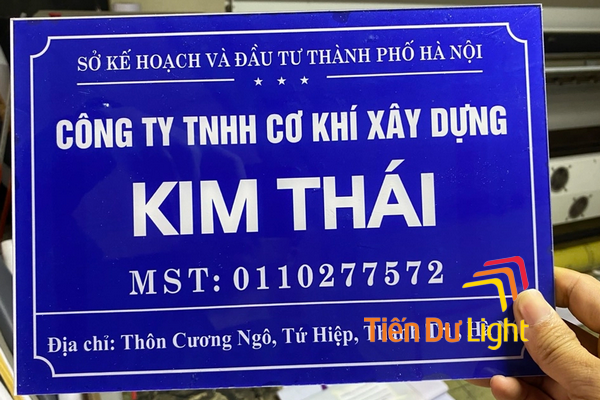 SỞ KẾ HOẠCH VÀ ĐẦU TƯ THÀNH PHỐ HÀ NỘI
CÔNG TY TNHH CƠ KHÍ XÂY DỰNG
KIM THÁI
MST: 0110277572
Địa chỉ: Thôn Cương Ngô, Tứ Hiệp,
Tiến Dư Light